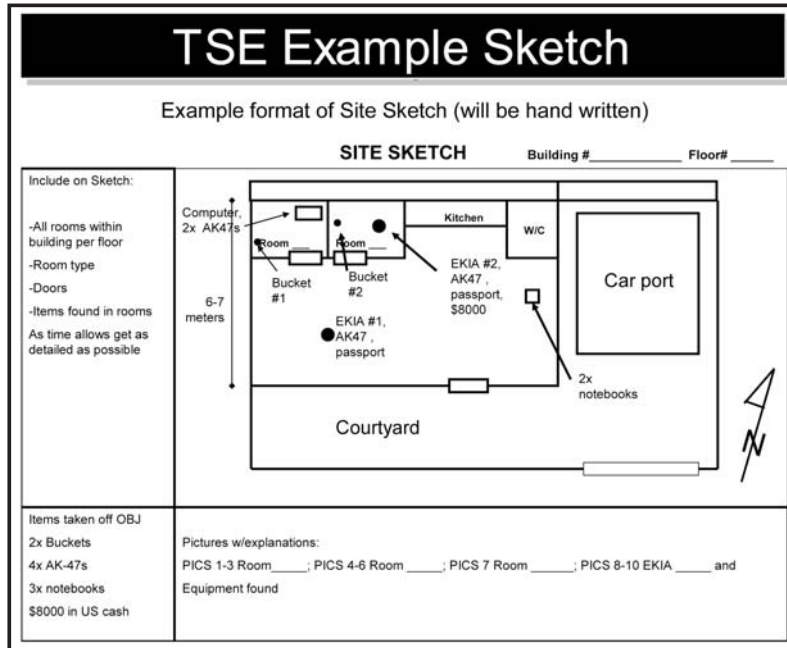 TSE Example Sketch
Example format of Site Sketch (will be hand written)
SITE SKETCH
Building #______________ Floor# ______
Include on Sketch:
-All rooms within
building per floor
-Room type
-Doors
-Items found in rooms
As time allows get as
detailed as possible
Computer,
2x AK47s
Room ___
Room ___
Kitchen
W/C
Bucket
#1
Bucket
#2
EKIA #2,
AK47 ,
passport,
$8000
Car port
6-7
meters
EKIA #1,
AK47 ,
passport
2x
notebooks
Courtyard
N
Items taken off OBJ
2x Buckets
4x AK-47s
3x notebooks
$8000 in US cash
Pictures w/explanations:
PICS 1-3 Room_____; PICS 4-6 Room _____; PICS 7 Room ______; PICS 8-10 EKIA _____ and
Equipment found